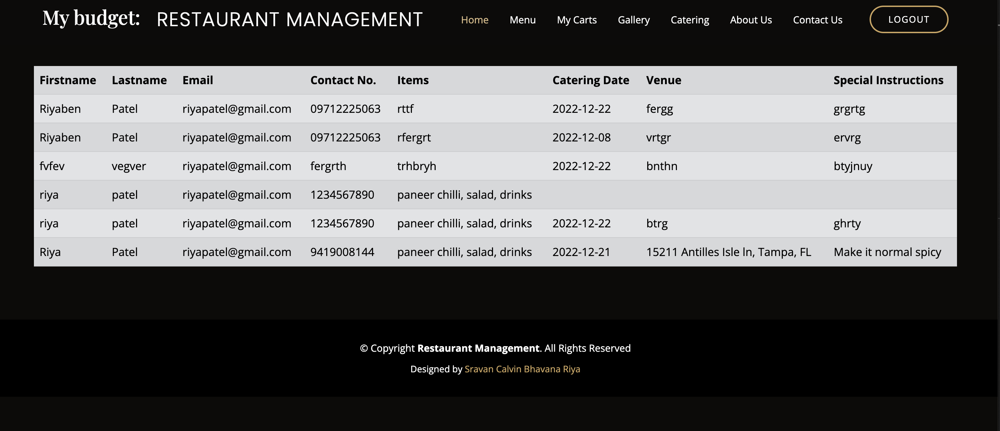 My budget: RESTAURANT MANAGEMENT Home Menu My Carts Gallery Catering About Us Contact Us LOGOUT
Firstname Lastname Email Contact No. Items Catering Date Venue Special Instructions
Riyaben Patel riyapatel@gmail.com 09712225063 rttf 2022-12-22 fergg grgrtg
Riyaben Patel riyapatel@gmail.com 09712225063 rfergrt 2022-12-08 vrtgr ervrg
fvfev vegver riyapatel@gmail.com fergrth trhbryh 2022-12-22 bnthn btyjnuy
riya patel riyapatel@gmail.com 1234567890 paneer chilli, salad, drinks
riya patel riyapatel@gmail.com 1234567890 paneer chilli, salad, drinks 2022-12-22 btrg ghrty
Riya Patel riyapatel@gmail.com 9419008144 paneer chilli, salad, drinks 2022-12-21 15211 Antilles Isle ln, Tampa, FL Make it normal spicy
© Copyright Restaurant Management. All Rights Reserved
Designed by Sravan Calvin Bhavana Riya